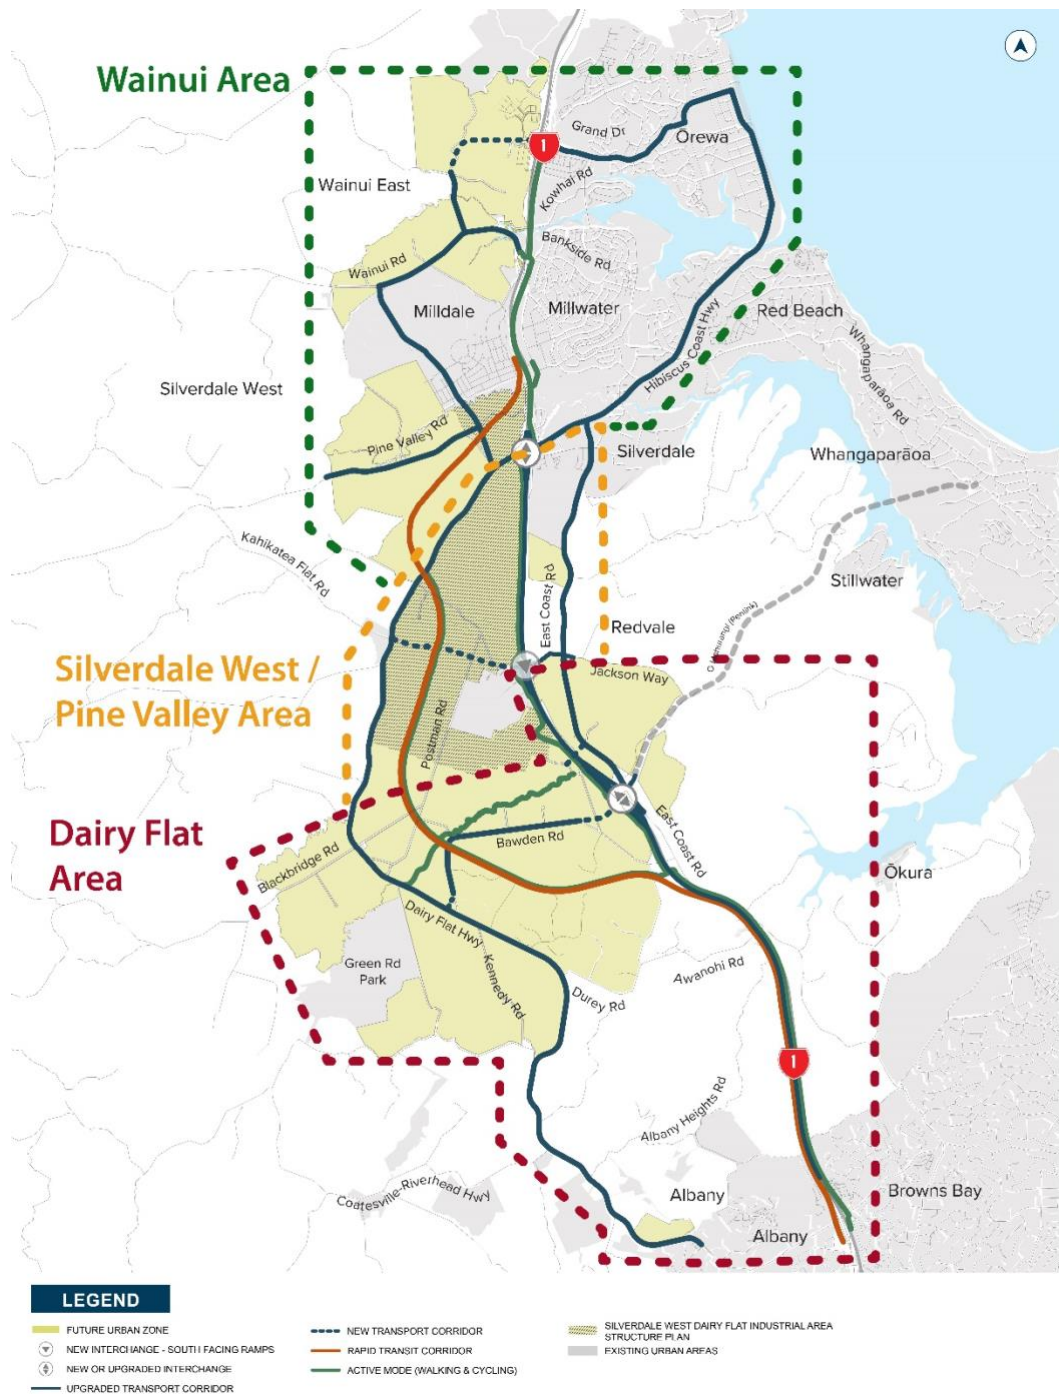 Wainui Area
Grand Dr
Ōrewa
1
Wainui East
Kowhai Rd
Bankside Rd
Wainui Rd
Milldale
Millwater
Hibiscus Coast Hwy
Red Beach
Whangaparāoa Rd
Silverdale West
Pine Valley Rd
Silverdale
Whangaparāoa
Kahikatea Flat Rd
Stillwater
East Coast Rd
Redvale
Silverdale West /
Pine Valley Area
Jackson Way
Postman Rd
Dairy Flat
Area
Bawden Rd
East Coast Rd
Blackbridge Rd
Ōkura
Dairy Flat Hwy
Green Rd
Park
Kennedy Rd
Awanohi Rd
Durey Rd
1
Albany Heights Rd
Coatesville-Riverhead Hwy
Albany
Browns Bay
Albany
LEGEND
FUTURE URBAN ZONE
NEW INTERCHANGE - SOUTH FACING RAMPS
NEW OR UPGRADED INTERCHANGE
UPGRADED TRANSPORT CORRIDOR
NEW TRANSPORT CORRIDOR
RAPID TRANSIT CORRIDOR
ACTIVE MODE (WALKING & CYCLING)
SILVERDALE WEST DAIRY FLAT INDUSTRIAL AREA
STRUCTURE PLAN
EXISTING URBAN AREAS